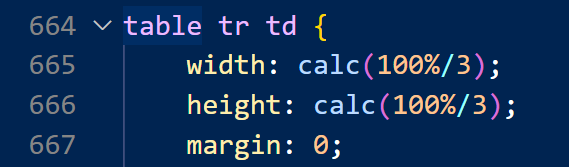 664 table tr td {
665 width: calc(100%/3);
666 height: calc(100%/3);
667 margin: 0;